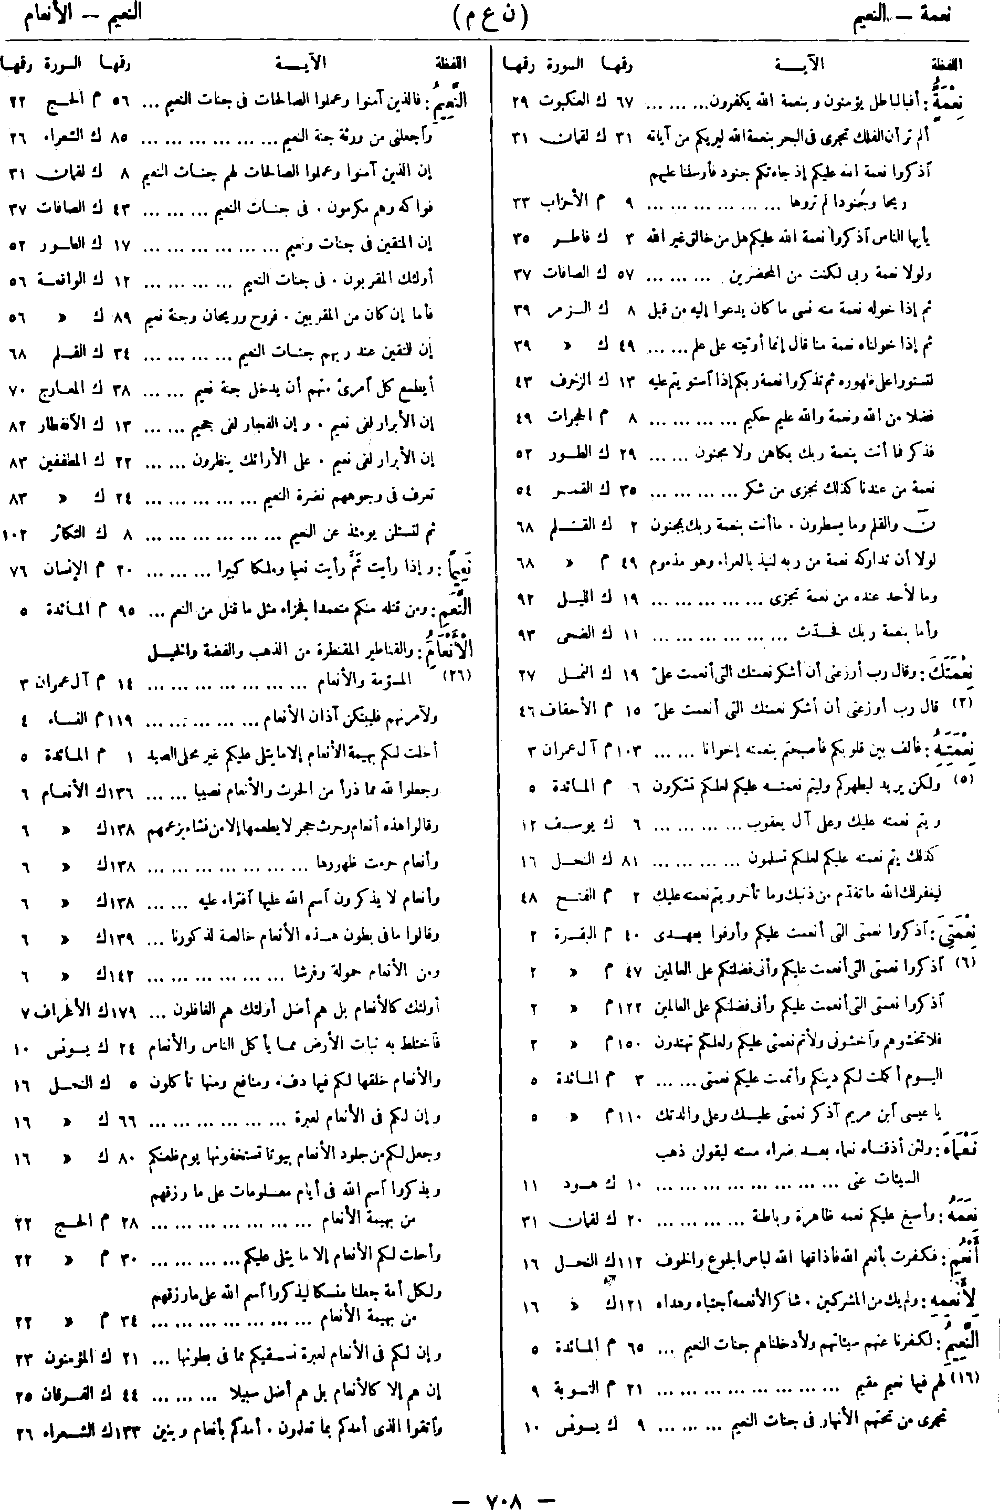 نعمة — النعيم
( ن ع م )
النعيم — الأنعام
اللفظة الآيـــة رقمها السورة رقمها
نِعْمَةِ : أفبالباطل يؤمنون وبنعمة الله يكفرون... ... ... ٦٧ ك العنكبوت ٢٩
ألم تر أن الفلك تجرى فى البحر بنعمة الله ليريكم من آياته ٣١ ك لقمان ٣١
آذكروا نعمة الله عليكم إذ جاءتكم جنود فأرسلنا عليهم
ريحا وجنودا لم تروها ... ... ... ... ... ٩ م الأحزاب ٣٣
يأيها الناس آذكروا نعمة الله عليكم هل من خالق غير الله ٣ ك فاطر ٣٥
ولولا نعمة ربى لكنت من المحضرين ... ... ... ٥٧ ك الصافات ٣٧
ثم إذا خوله نعمة منه نسى ما كان يدعوا إليه من قبل ٨ ك الزمر ٣٩
ثم إذا خولناه نعمة منا قال إنما أوتيته على علم... ... ٤٩ ك » ٣٩
لتستوا على ظهوره ثم تذكروا نعمة ربكم إذا آستويتم عليه ١٣ ك الزخرف ٤٣
فضلا من الله ونعمة والله عليم حكيم ... ... ... ٨ م الحجرات ٤٩
فذكر فما أنت بنعمة ربك بكاهن ولا مجنون ... ... ٢٩ ك الطور ٥٢
نعمة من عندنا كذلك نجزى من شكر ... ... ... ٣٥ ك القمر ٥٤
نۤ والقلم وما يسطرون ٠ ما أنت بنعمة ربك بمجنون ٢ ك القلم ٦٨
لولا أن تداركه نعمة من ربه لنبذ بالعراء وهو مذموم ٤٩ م » ٦٨
وما لأحد عنده من نعمة تجزى ... ... ... ... ١٩ ك الليل ٩٢
وأما بنعمة ربك فحدّث ... ... ... ... ... ١١ ك الضحى ٩٣
نِعْمَتَكَ : وقال رب أوزعنى أن أشكر نعمتك التى أنعمت علىّ ١٩ ك النمل ٢٧
(٢) قال رب أوزعنى أن أشكر نعمتك التى أنعمت علىّ ١٥ م الأحقاف ٤٦
نِعْمَتِهِ : فألف بين قلوبكم فأصبحتم بنعمته إخوانا ... ... ١٠٣ م آل عمران ٣
(٥) ولكن يريد ليطهركم وليتم نعمته عليكم لعلكم تشكرون ٦ م المائدة ٥
ويتم نعمته عليك وعلى آل يعقوب... ... ... ... ٦ ك يوسف ١٢
كذلك يتم نعمته عليكم لعلكم تسلمون ... ... ... ٨١ ك النحل ١٦
ليغفر لك الله ما تقدم من ذنبك وما تأخر ويتم نعمته عليك ٢ م الفتح ٤٨
نِعْمَتِىَ : آذكروا نعمتى التى أنعمت عليكم وأوفوا بعهدى ٤٠ م البقرة ٢
(٦) آذكروا نعمتى التى أنعمت عليكم وأنى فضلتكم على العالمين ٤٧ م » ٢
آذكروا نعمتى التى أنعمت عليكم وأنى فضلتكم على العالمين ١٢٢ م » ٢
فلا تخشوهم وآخشونى ولأتم نعمتى عليكم ولعلكم تهتدون ١٥٠ م » ٢
اليوم أكملت لكم دينكم وأتممت عليكم نعمتى ... ... ٣ م المائدة ٥
يا عيسى آبن مريم آذكر نعمتى عليك وعلى والدتك ١١٠ م » ٥
نَعْمَاءَ : ولئن أذقناه نعماء بعد ضراء مسته ليقولن ذهب
السيئات عنى ... ... ... ... ... ... ... ١٠ ك هود ١١
نِعَمَهُ : وأسبغ عليكم نعمه ظاهرة وباطنة ... ... ... ... ٢٠ ك لقمان ٣١
أَنْعُمِ : فكفرت بأنعم الله فأذاقها الله لباس الجوع والخوف ١١٢ ك النحل ١٦
لِأَنْعُمِهِ : ولم يك من المشركين ٠ شاكرا لأنعمه آجتباه وهداه ١٢١ ك » ١٦
النَّعِيمُ : لكفرنا عنهم سيئاتهم ولأدخلناهم جنات النعيم ... ٦٥ م المائدة ٥
(١٦) لهم فيها نعيم مقيم ... ... ... ... ... ... ٢١ م التوبة ٩
تجرى من تحتهم الأنهار فى جنات النعيم ... ... ... ٩ ك يونس ١٠
اللفظة الآيـــة رقمها السورة رقمها
النَّعِيمُ : فالذين آمنوا وعملوا الصالحات فى جنات النعيم ... ٥٦ م الحج ٢٢
وآجعلنى من ورثة جنة النعيم ... ... ... ... ... ٨٥ ك الشعراء ٢٦
إن الذين آمنوا وعملوا الصالحات لهم جنات النعيم ٨ ك لقمان ٣١
فواكه وهم مكرمون ٠ فى جنات النعيم ... ... ... ٤٣ ك الصافات ٣٧
إن المتقين فى جنات ونعيم ... ... ... ... ... ١٧ ك الطور ٥٢
أولئك المقربون ٠ فى جنات النعيم ... ... ... ... ١٢ ك الواقعة ٥٦
فأما إن كان من المقربين ٠ فروح وريحان وجنة نعيم ٨٩ ك » ٥٦
إن للتقين عند ربهم جنات النعيم ... ... ... ... ٣٤ ك القلم ٦٨
أيطمع كل آمرئ منهم أن يدخل جنة نعيم ... ... ٣٨ ك المعارج ٧٠
إن الأبرار لفى نعيم ٠ وإن الفجار لفى جحيم ... ... ١٣ ك الآنفطار ٨٢
إن الأبرار لفى نعيم ٠ على الأرائك ينظرون ... ... ٢٢ ك المطففين ٨٣
تعرف فى وجوههم نضرة النعيم ... ... ... ... ... ٢٤ ك » ٨٣
ثم لتسئلن يومئذ عن النعيم ... ... ... ... ... ٨ ك التكاثر ١٠٢
نَعِيمًا : وإذا رأيت ثَمَّ رأيت نعيما وملكا كبيرا ... ... ... ٢٠ م الإنسان ٧٦
النَّعَمِ : ومن قتله منكم متعمدا فجزاء مثل ما قتل من النعم ... ٩٥ م المائدة ٥
الْأَنْعَامُ : والقناطير المقنطرة من الذهب والفضة والخيل
(٢٦) المسومة والأنعام ... ... ... ... ... ... ١٤ م آل عمران ٣
ولآمرنهم فليبتكن آذان الأنعام ... ... ... ... ١١٩ م النساء ٤
أحلت لكم بهيمة الأنعام إلا ما يتلى عليكم غير محلى الصيد ١ م المائدة ٥
وجعلوا لله مما ذرأ من الحرث والأنعام نصيبا ... ... ١٣٦ ك الأنعام ٦
وقالوا هذه أنعام وحرث حجر لا يطعمها إلا من نشاء بزعمهم ١٣٨ ك » ٦
وأنعام حرمت ظهورها ... ... ... ... ... ... ١٣٨ ك » ٦
وأنعام لا يذكرون آسم الله عليها آفتراء عليه ... ... ١٣٨ ك » ٦
وقالوا ما فى بطون هذه الأنعام خالصة لذكورنا ... ١٣٩ ك » ٦
ومن الأنعام حمولة وفرشا ... ... ... ... ... ١٤٢ ك » ٦
أولئك كالأنعام بل هم أضل أولئك هم الغافلون ... ١٧٩ ك الأعراف ٧
فآختلط به نبات الأرض مما يأكل الناس والأنعام ٢٤ ك يونس ١٠
والأنعام خلقها لكم فيها دفء ومنافع ومنها تأكلون ٥ ك النحل ١٦
وإن لكم فى الأنعام لعبرة ... ... ... ... ... ٦٦ ك » ١٦
وجعل لكم من جلود الأنعام بيوتا تستخفونها يوم ظعنكم ٨٠ ك » ١٦
ويذكروا آسم الله فى أيام معلومات على ما رزقهم
من بهيمة الأنعام ... ... ... ... ... ... ٢٨ م الحج ٢٢
وأحلت لكم الأنعام إلا ما يتلى عليكم ... ... ... ... ٣٠ م » ٢٢
ولكل أمة جعلنا منسكا ليذكروا آسم الله على ما رزقهم
من بهيمة الأنعام ... ... ... ... ... ... ٣٤ م » ٢٢
وإن لكم فى الأنعام لعبرة نسقيكم مما فى بطونها ... ٢١ ك المؤمنون ٢٣
إن هم إلا كالأنعام بل هم أضل سبيلا ... ... ... ٤٤ ك الفرقان ٢٥
وآتقوا الذى أمدكم بما تعلمون ٠ أمدكم بأنعام وبنين ١٣٣ ك الشعراء ٢٦
— ٧٠٨ —